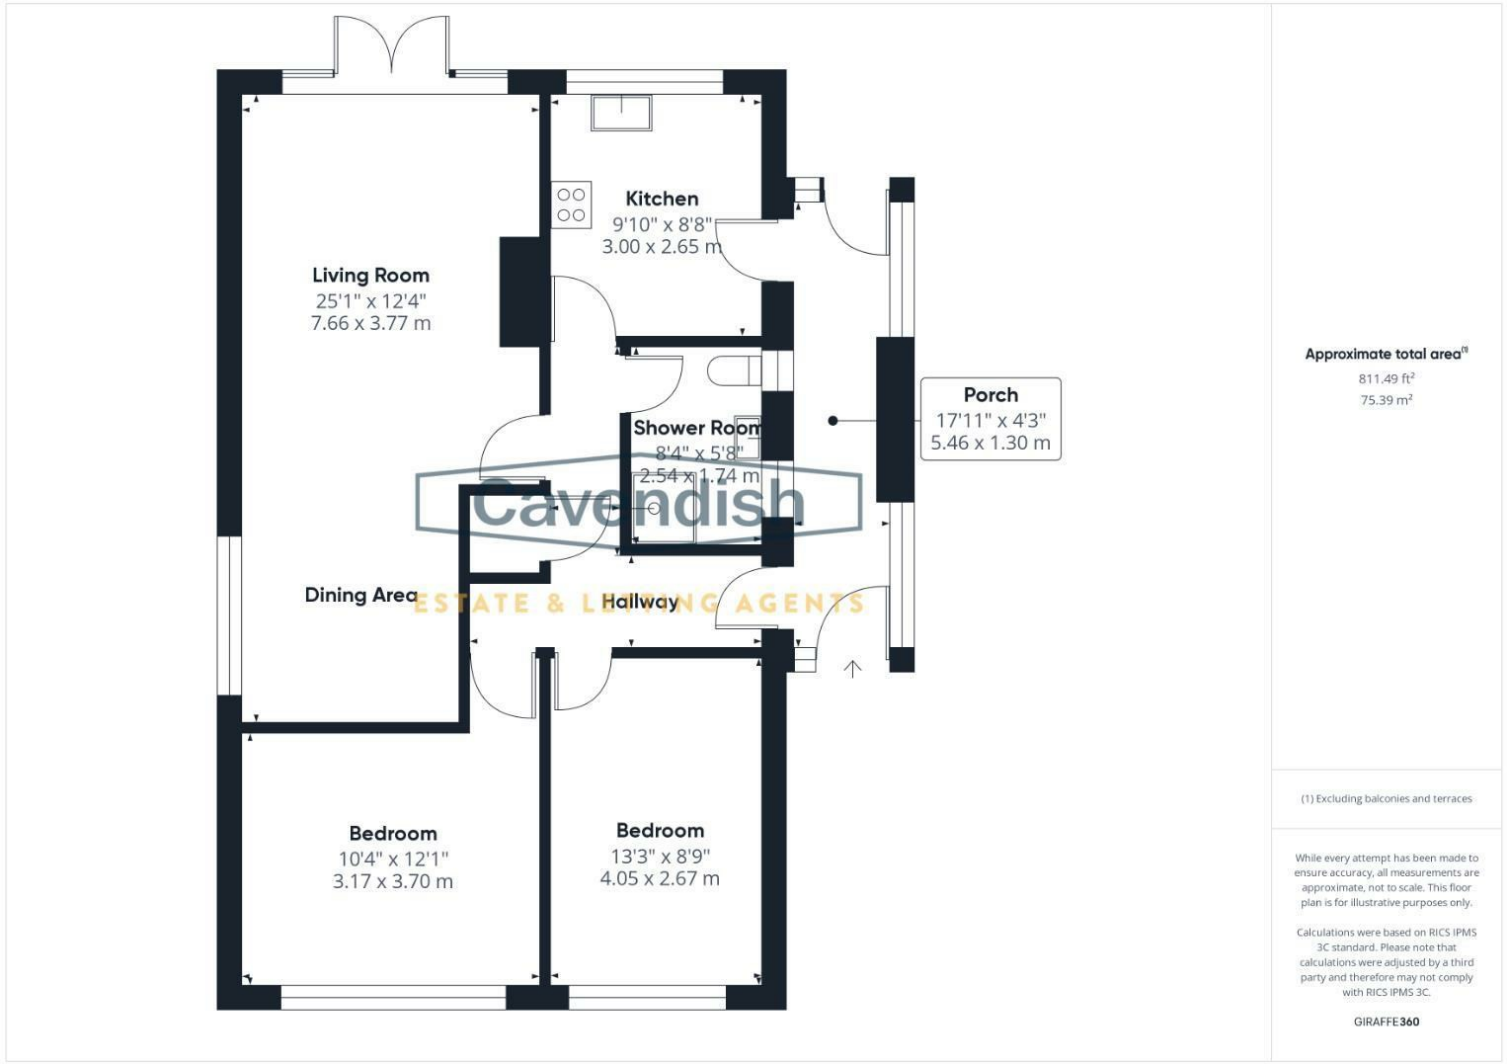 Kitchen
9'10" x 8'8"
3.00 x 2.65 m
Living Room
25'1" x 12'4"
7.66 x 3.77 m
Approximate total area(1)
811.49 ft²
75.39 m²
Porch
17'11" x 4'3"
5.46 x 1.30 m
Shower Room
8'4" x 5'8"
2.54 x 1.74 m
Cavendish
ESTATE & LETTING AGENTS
Dining Area
Hallway
Bedroom
10'4" x 12'1"
3.17 x 3.70 m
Bedroom
13'3" x 8'9"
4.05 x 2.67 m
(1) Excluding balconies and terraces
While every attempt has been made to
ensure accuracy, all measurements are
approximate, not to scale. This floor
plan is for illustrative purposes only.
Calculations were based on RICS IPMS
3C standard. Please note that
calculations were adjusted by a third
party and therefore may not comply
with RICS IPMS 3C.
GIRAFFE360